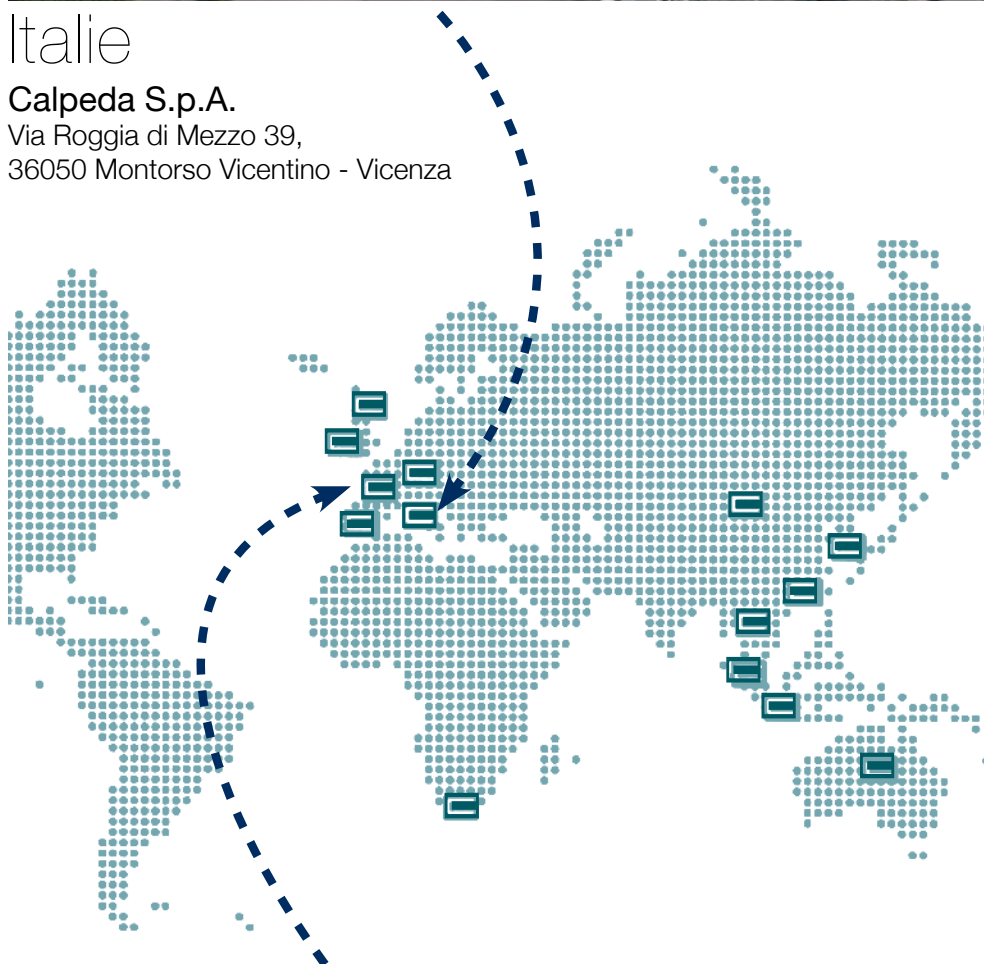 Italie
Calpeda S.p.A.
Via Roggia di Mezzo 39,
36050 Montorso Vicentino - Vicenza